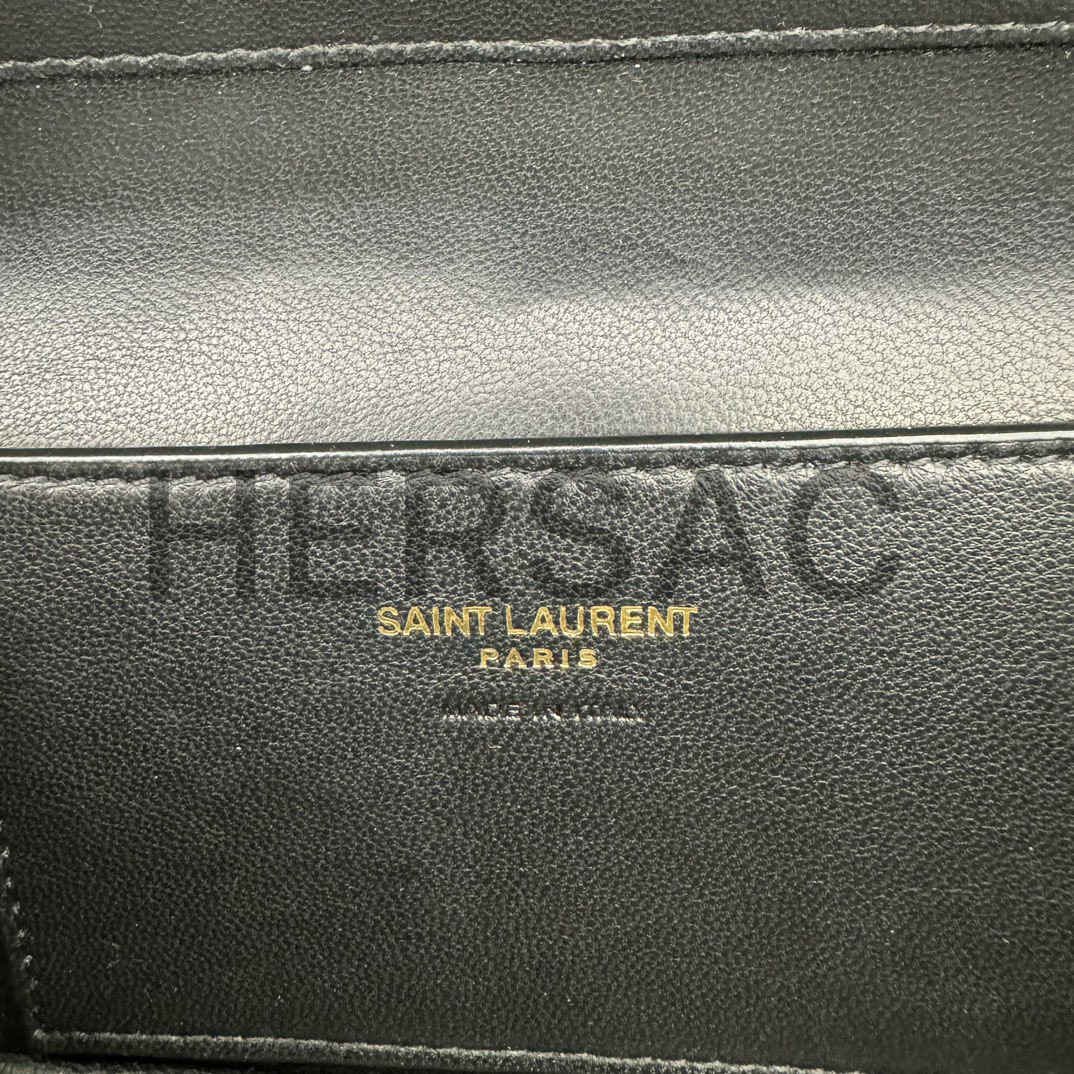 HERSAC
SAINT LAURENT
PARIS
MADE IN ITALY